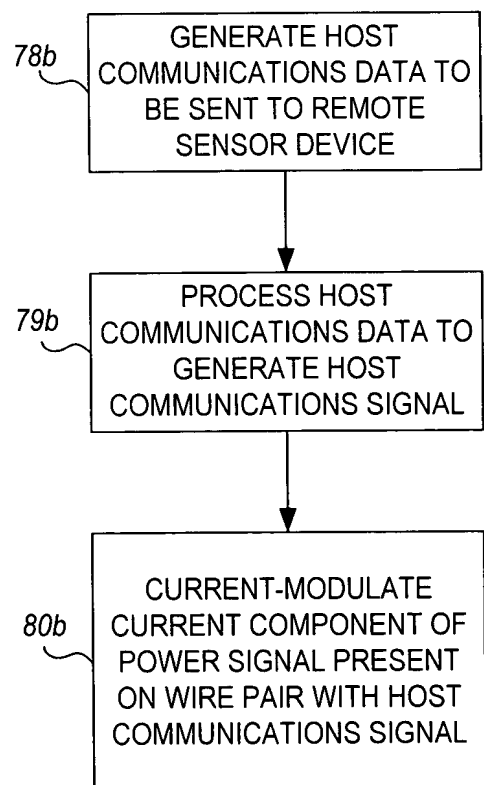 78b
GENERATE HOST
COMMUNICATIONS DATA TO
BE SENT TO REMOTE
SENSOR DEVICE
79b
PROCESS HOST
COMMUNICATIONS DATA TO
GENERATE HOST
COMMUNICATIONS SIGNAL
80b
CURRENT-MODULATE
CURRENT COMPONENT OF
POWER SIGNAL PRESENT
ON WIRE PAIR WITH HOST
COMMUNICATIONS SIGNAL